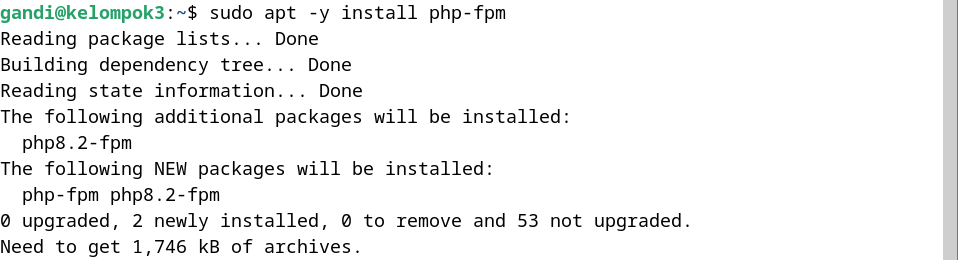 gandi@kelompok3:~$ sudo apt -y install php-fpm
Reading package lists... Done
Building dependency tree... Done
Reading state information... Done
The following additional packages will be installed:
  php8.2-fpm
The following NEW packages will be installed:
  php-fpm php8.2-fpm
0 upgraded, 2 newly installed, 0 to remove and 53 not upgraded.
Need to get 1,746 kB of archives.